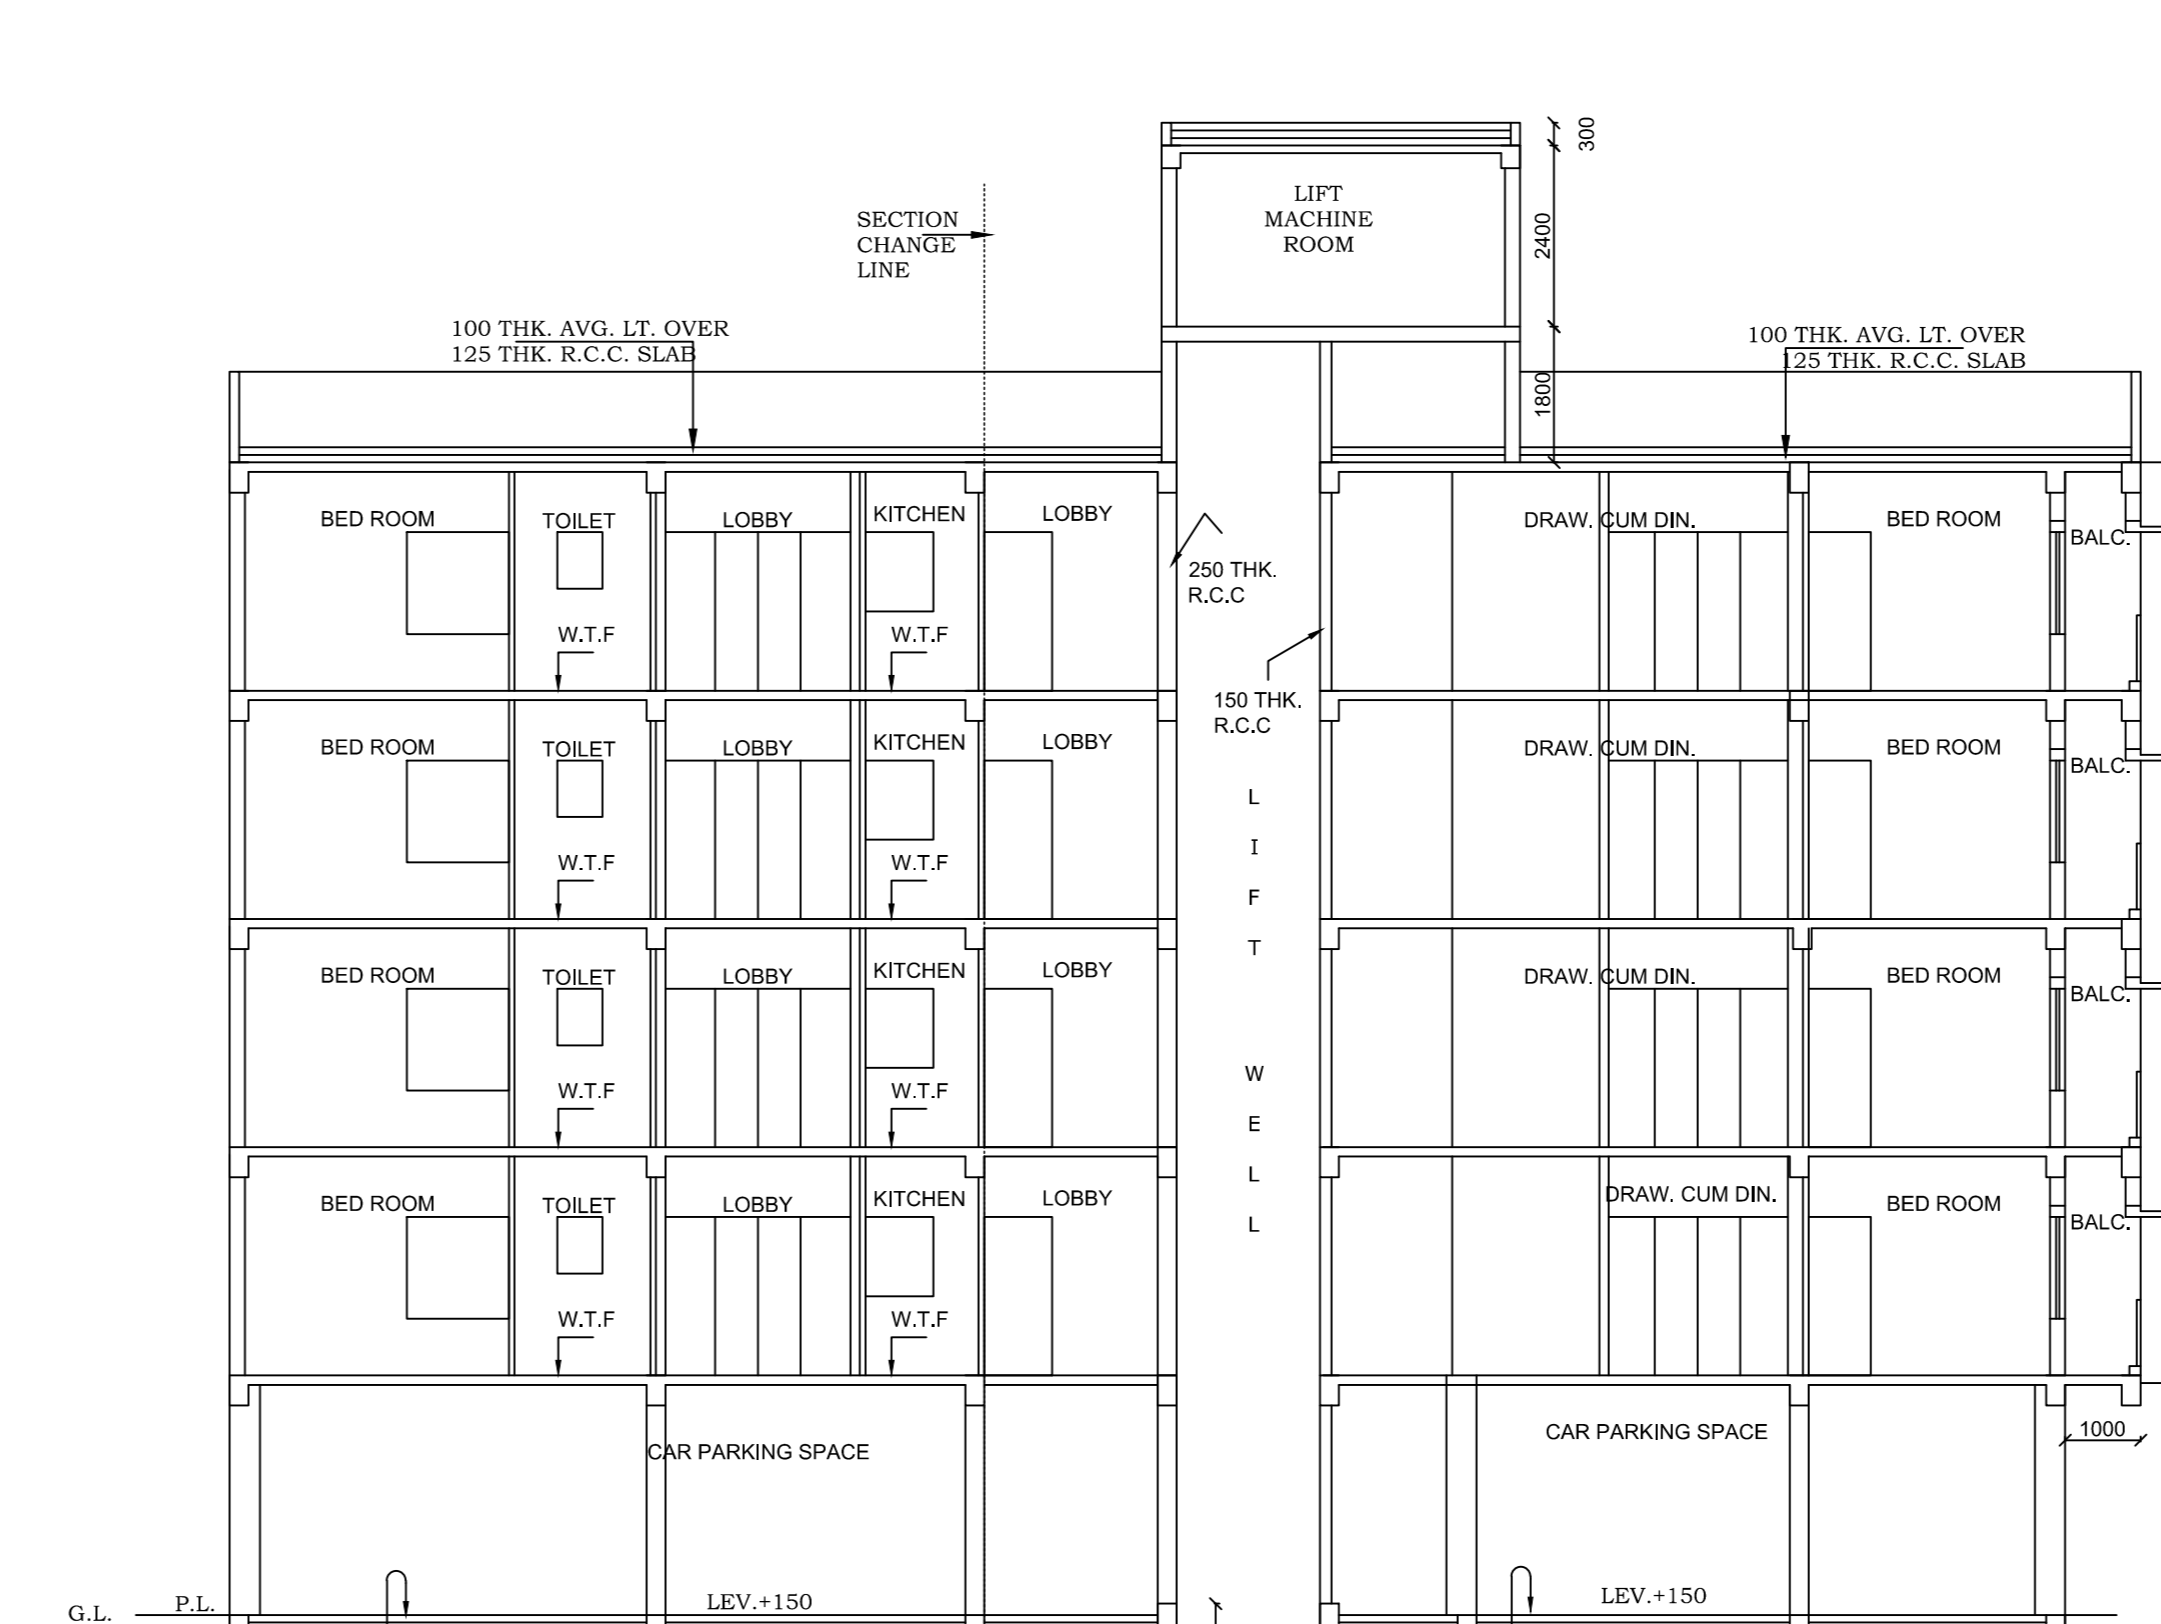 300
LIFT
MACHINE
ROOM
2400
SECTION
CHANGE
LINE
100 THK. AVG. LT. OVER
125 THK. R.C.C. SLAB
100 THK. AVG. LT. OVER
125 THK. R.C.C. SLAB
1800
BED ROOM
TOILET
LOBBY
KITCHEN
LOBBY
DRAW. CUM DIN.
BED ROOM
BALC.
250 THK.
R.C.C
W.T.F
W.T.F
150 THK.
R.C.C
BED ROOM
TOILET
LOBBY
KITCHEN
LOBBY
DRAW. CUM DIN.
BED ROOM
BALC.
W.T.F
W.T.F
LIFT WELL
BED ROOM
TOILET
LOBBY
KITCHEN
LOBBY
DRAW. CUM DIN.
BED ROOM
BALC.
W.T.F
W.T.F
BED ROOM
TOILET
LOBBY
KITCHEN
LOBBY
DRAW. CUM DIN.
BED ROOM
BALC.
W.T.F
W.T.F
CAR PARKING SPACE
CAR PARKING SPACE
1000
G.L.
P.L.
LEV.+150
LEV.+150